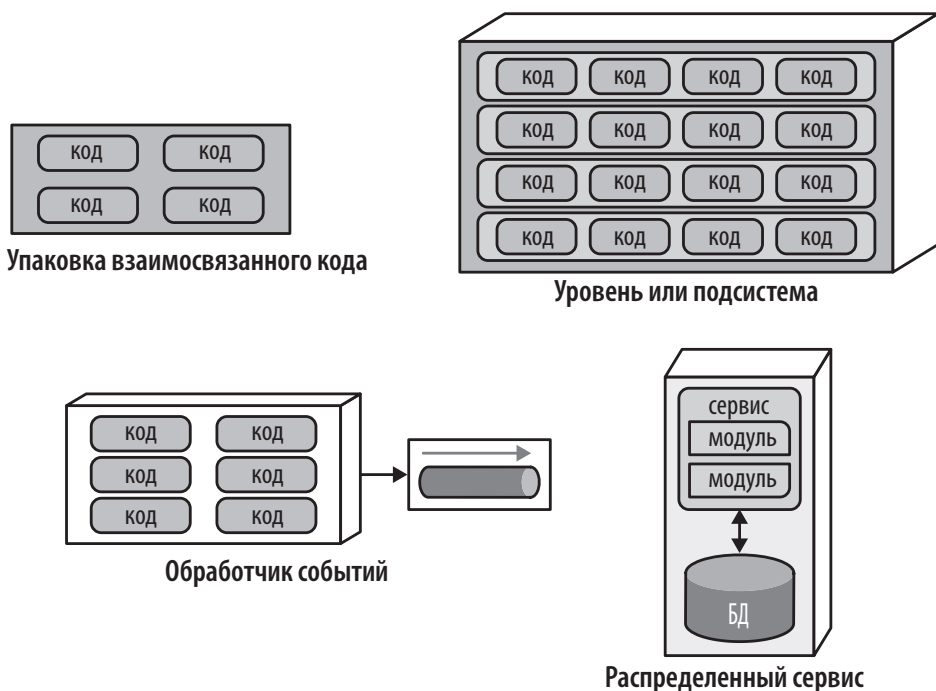 код код код код
код код код код
код код код код
код код код код
Уровень или подсистема
код код
код код
Упаковка взаимосвязанного кода
код код
код код
код код
Обработчик событий
сервис
модуль
модуль
БД
Распределенный сервис